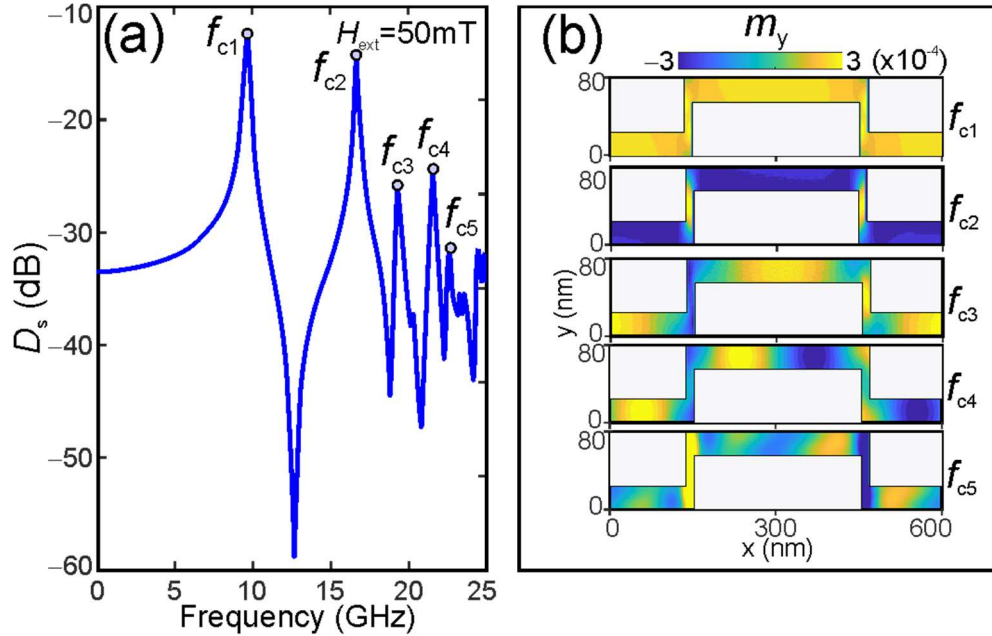 (a)
H_ext=50mT
f_c1
f_c2
f_c3
f_c4
f_c5
−10
−20
−30
−40
−50
−60
D_s (dB)
0 5 10 15 20 25
Frequency (GHz)
(b)
m_y
−3 3 (x10^-4)
80
0
f_c1
80
0
f_c2
80
0
f_c3
80
0
f_c4
80
0
f_c5
y (nm)
0 300 600
x (nm)